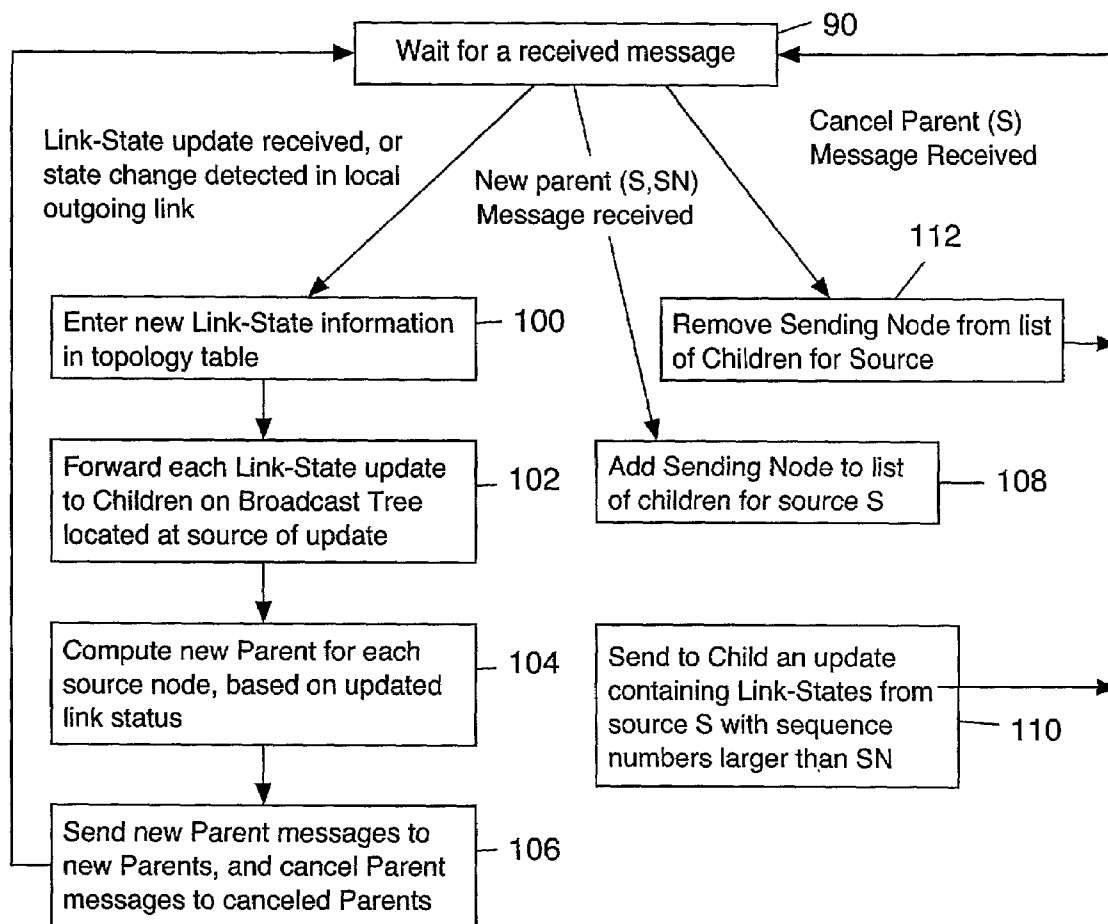 90
Wait for a received message
Link-State update received, or
state change detected in local
outgoing link
New parent (S,SN)
Message received
Cancel Parent (S)
Message Received
112
Enter new Link-State information
in topology table
100
Remove Sending Node from list
of Children for Source
Forward each Link-State update
to Children on Broadcast Tree
located at source of update
102
Add Sending Node to list
of children for source S
108
Compute new Parent for each
source node, based on updated
link status
104
Send to Child an update
containing Link-States from
source S with sequence
numbers larger than SN
110
Send new Parent messages to
new Parents, and cancel Parent
messages to canceled Parents
106